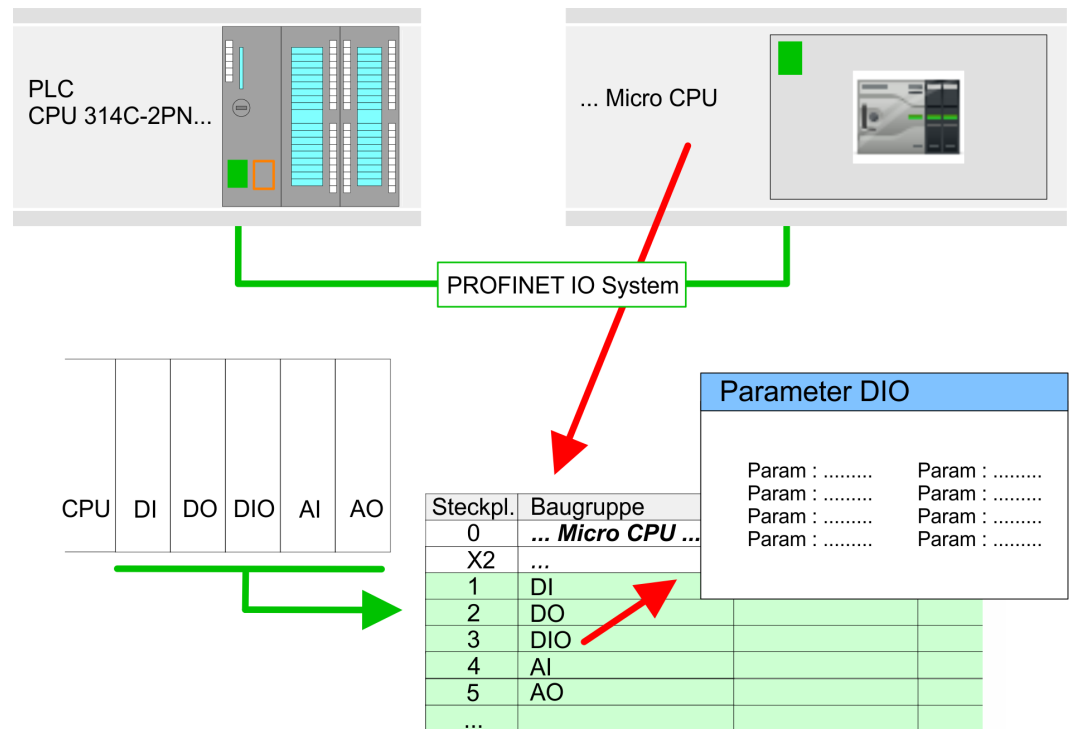 PLC
CPU 314C-2PN...
... Micro CPU
PROFINET IO System
CPU DI DO DIO AI AO
Parameter DIO
Param : ......... Param : .........
Param : ......... Param : .........
Param : ......... Param : .........
Param : ......... Param : .........
Steckpl. Baugruppe
0 ... Micro CPU ...
X2 ...
1 DI
2 DO
3 DIO
4 AI
5 AO
...